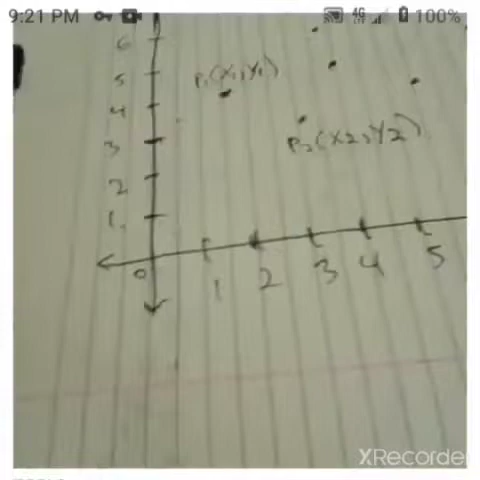 9:21 PM 4G 100%
6
5 P1(X1,Y1)
4
3 P2(X2,Y2)
2
1
0 1 2 3 4 5
XRecorder